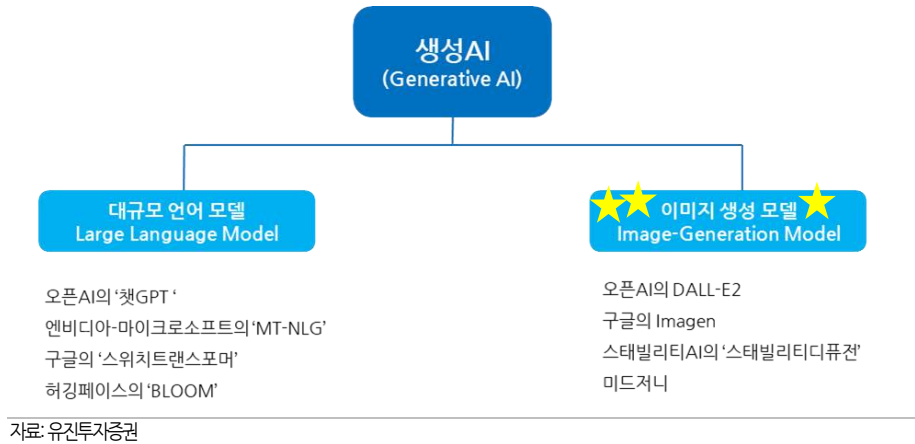 생성AI
(Generative AI)
대규모 언어 모델
Large Language Model
오픈AI의 ‘챗GPT ‘
엔비디아-마이크로소프트의 ‘MT-NLG’
구글의 ‘스위치트랜스포머’
허깅페이스의 ‘BLOOM’
이미지 생성 모델
Image-Generation Model
오픈AI의 DALL-E2
구글의 Imagen
스태빌리티AI의 ‘스태빌리티디퓨전’
미드저니
자료: 유진투자증권